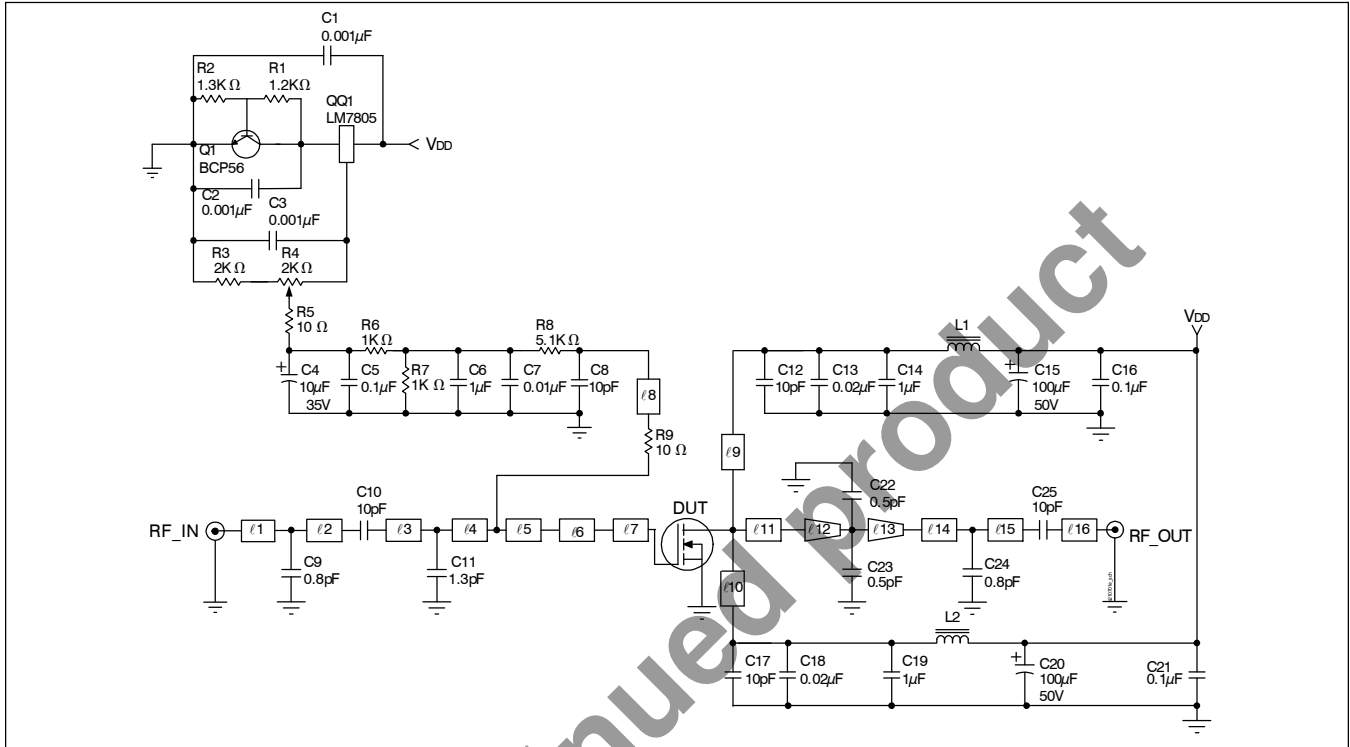 C1
0.001µF
R2
1.3K Ω
R1
1.2KΩ
QQ1
LM7805
VDD
Q1
BCP56
C2
0.001µF
C3
0.001µF
R3
2K Ω
R4
2K Ω
R5
10 Ω
R6
1KΩ
R8
5.1K Ω
C4
10µF
35V
C5
0.1µF
R7
1K Ω
C6
1µF
C7
0.01µF
C8
10pF
ℓ8
R9
10 Ω
L1
VDD
C12
10pF
C13
0.02µF
C14
1µF
C15
100µF
50V
C16
0.1µF
ℓ9
RF_IN
ℓ1
ℓ2
C10
10pF
ℓ3
ℓ4
ℓ5
ℓ6
ℓ7
DUT
C9
0.8pF
C11
1.3pF
C22
0.5pF
ℓ11
ℓ12
ℓ13
ℓ14
ℓ15
C25
10pF
ℓ16
RF_OUT
C23
0.5pF
C24
0.8pF
ℓ10
L2
C17
10pF
C18
0.02µF
C19
1µF
C20
100µF
50V
C21
0.1µF
nued product